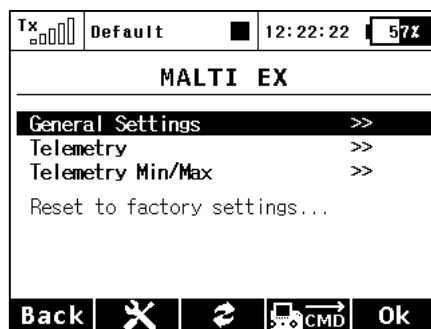 Tx Default 12:22:22 57%
MALTI EX
General Settings >>
Telemetry >>
Telemetry Min/Max >>
Reset to factory settings...
Back CMD Ok